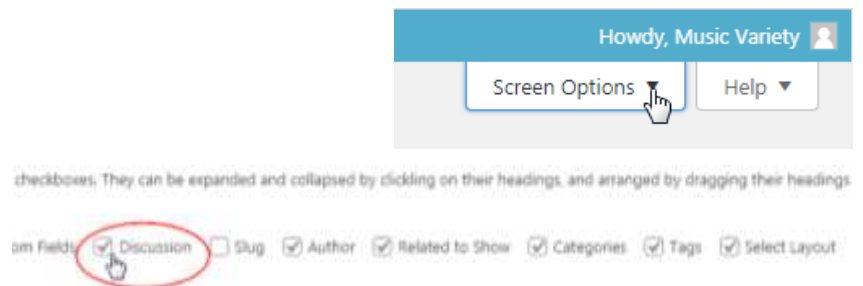 Howdy, Music Variety
Screen Options ▼ Help ▼
checkboxes. They can be expanded and collapsed by clickling on their headings, and arranged by dragging their headings
om Fields Discussion Slug Author Related to Show Categories Tags Select Layout